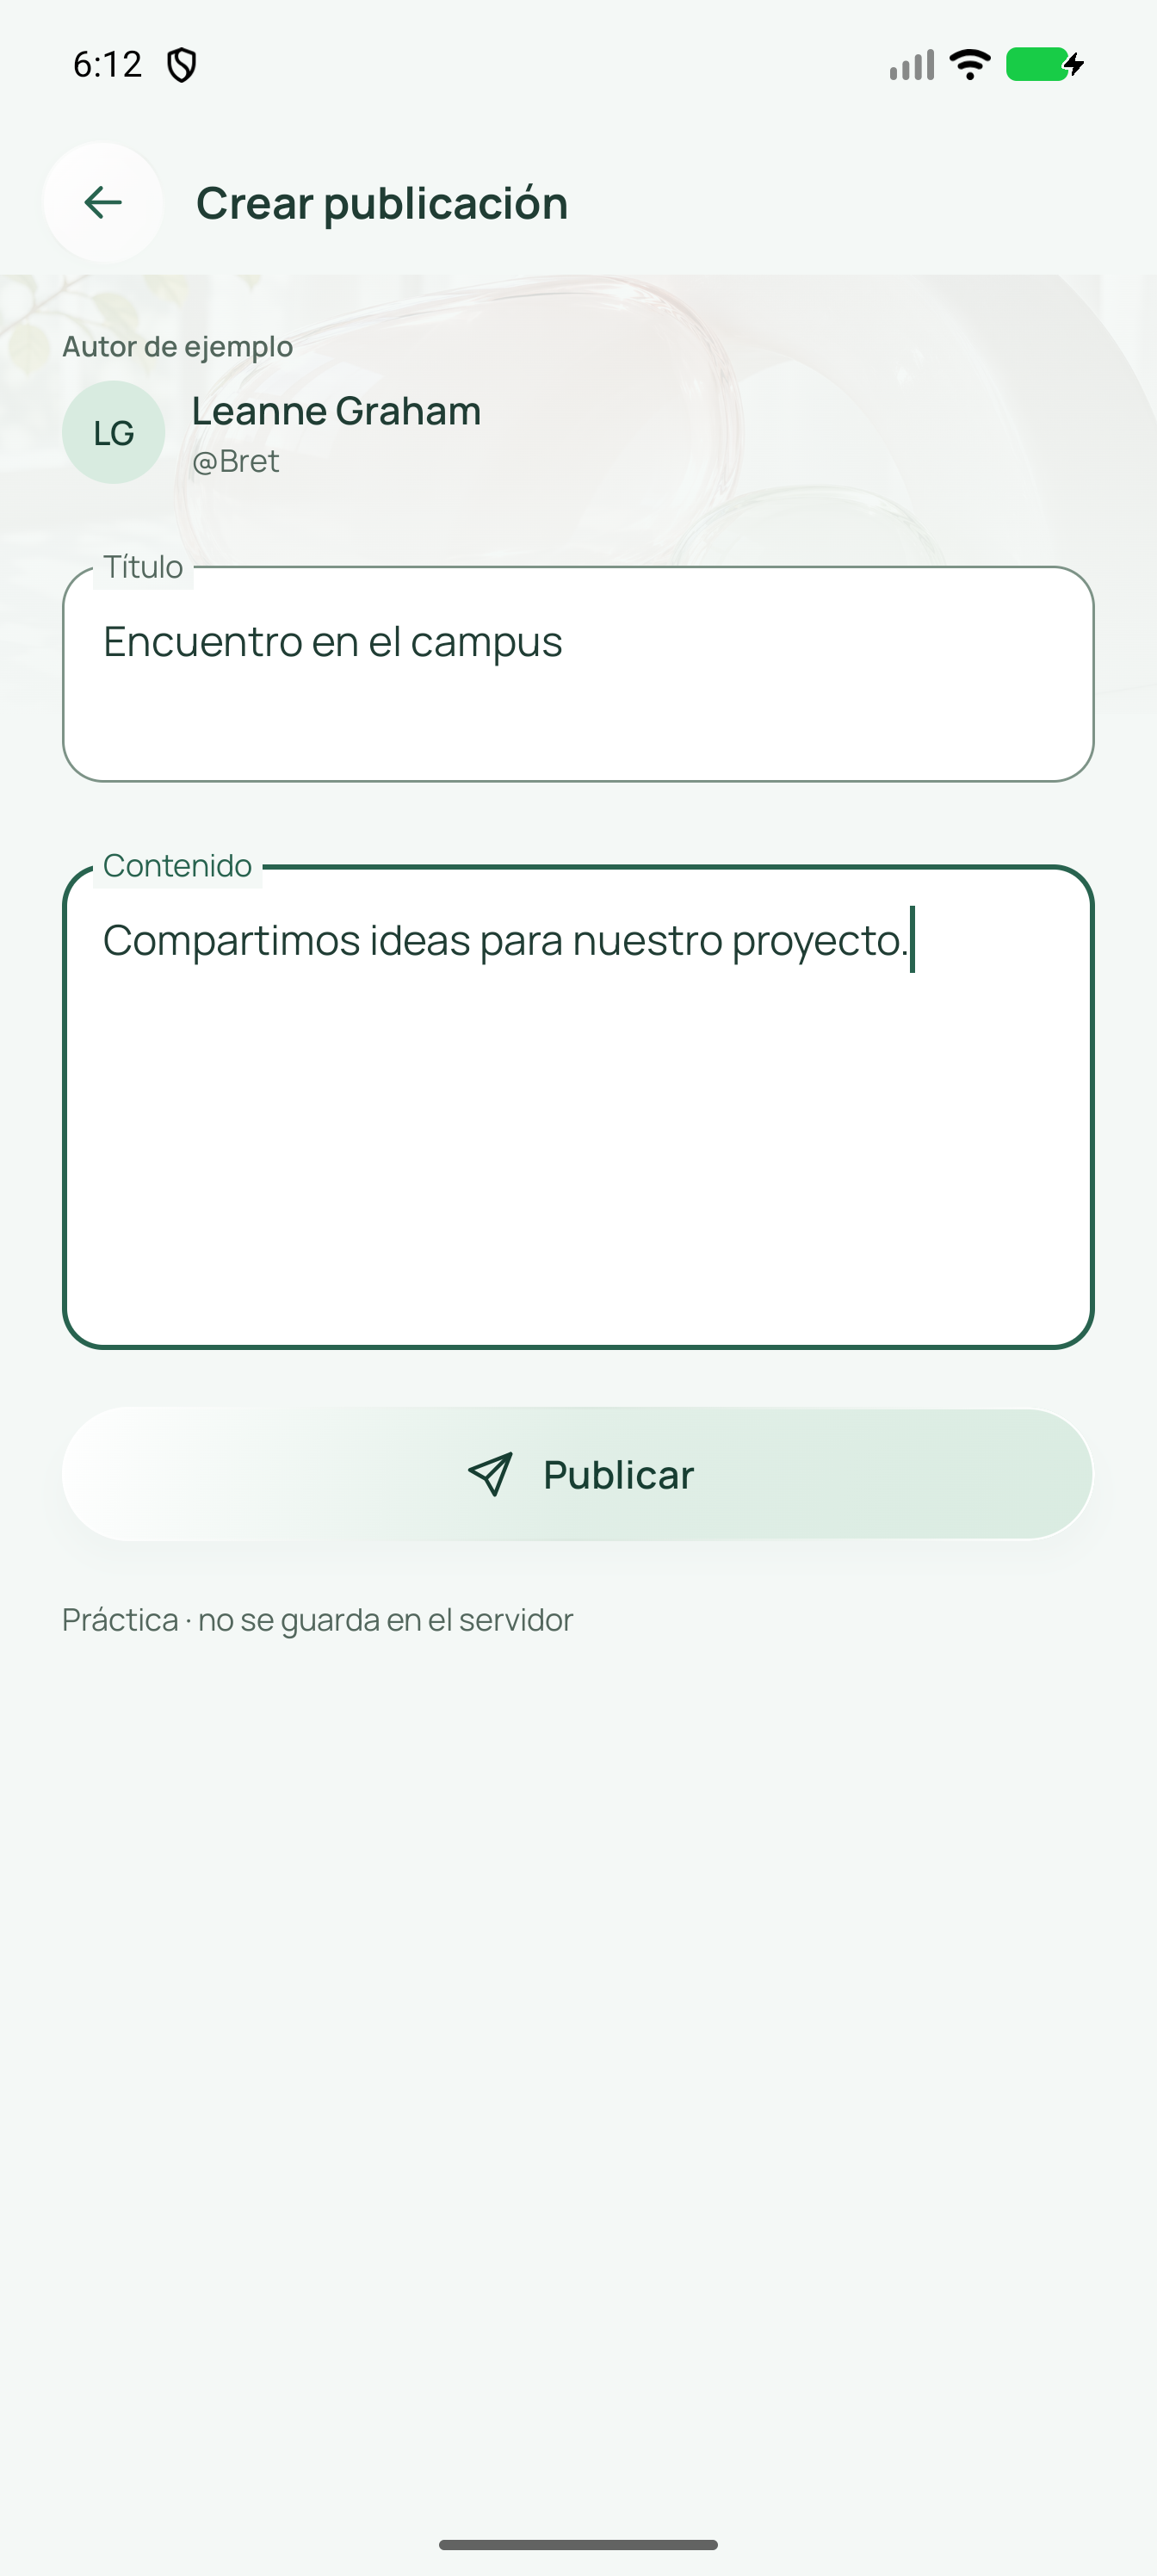 6:12
Crear publicación
Autor de ejemplo
LG
Leanne Graham
@Bret
Título
Encuentro en el campus
Contenido
Compartimos ideas para nuestro proyecto.
Publicar
Práctica · no se guarda en el servidor